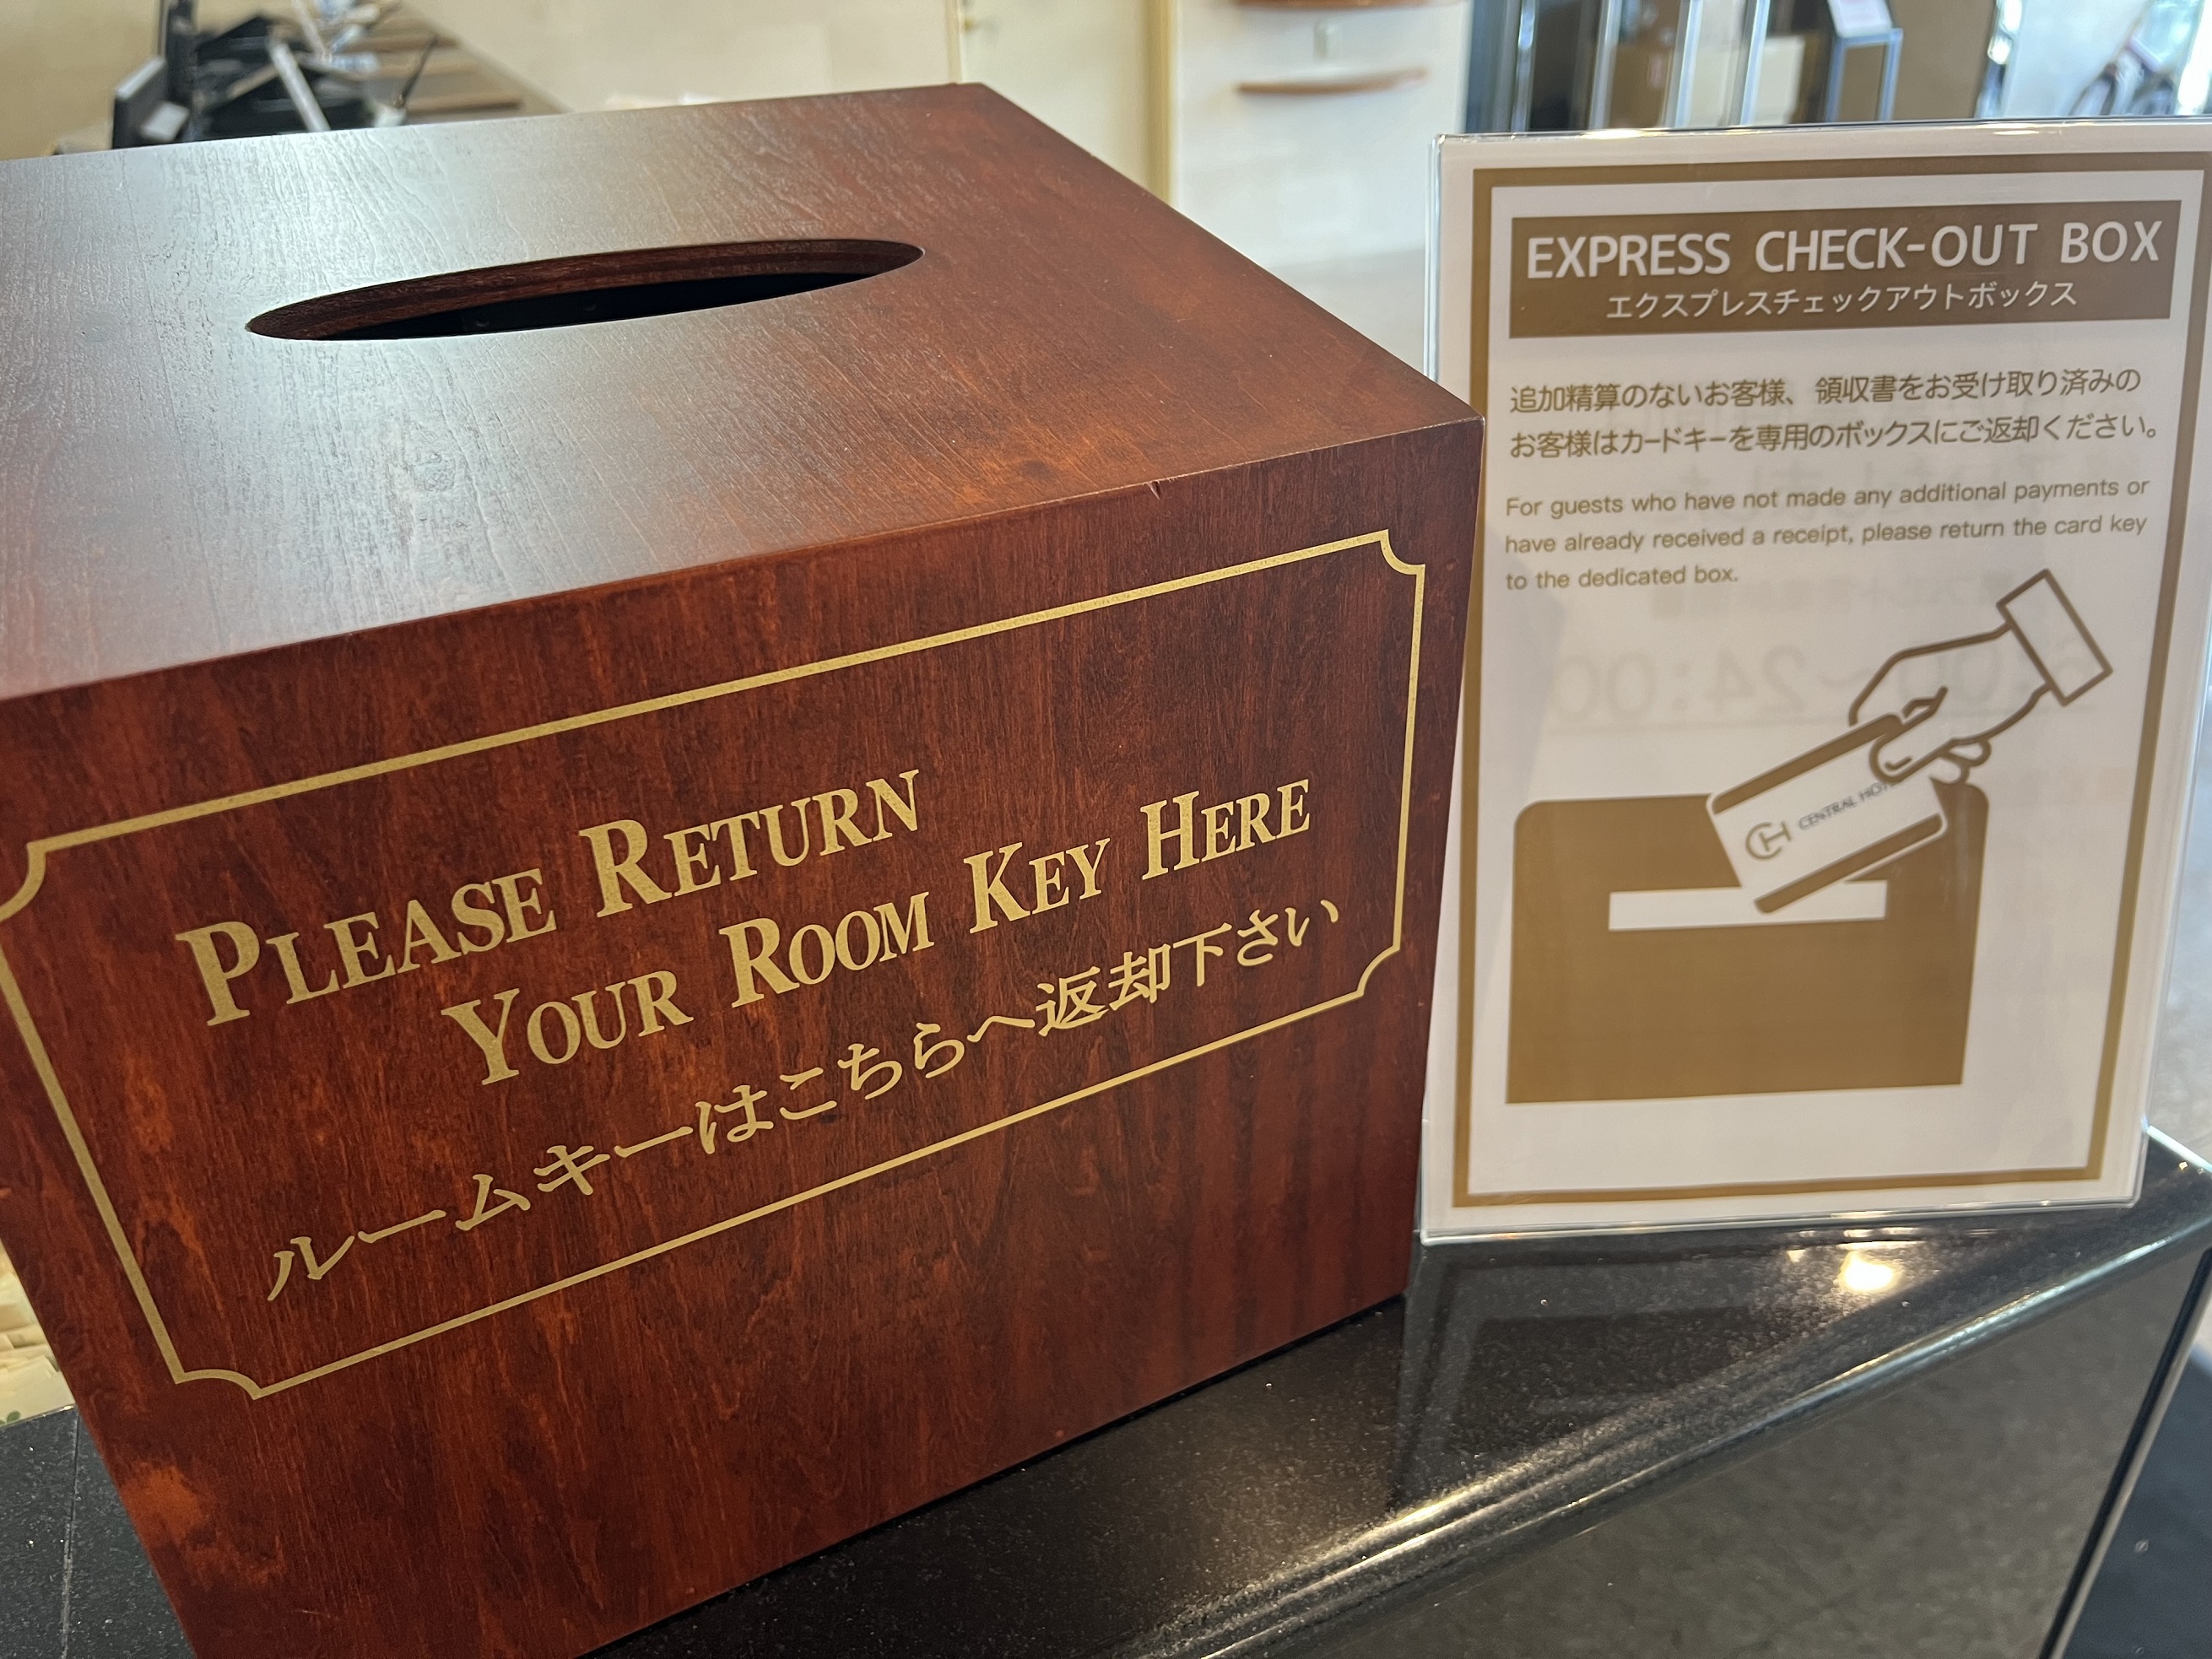 PLEASE RETURN
YOUR ROOM KEY HERE
ルームキーはこちらへ返却下さい
EXPRESS CHECK-OUT BOX
エクスプレスチェックアウトボックス
追加精算のないお客様、領収書をお受け取り済みの
お客様はカードキーを専用のボックスにご返却ください。
For guests who have not made any additional payments or
have already received a receipt, please return the card key
to the dedicated box.
CH CENTRAL